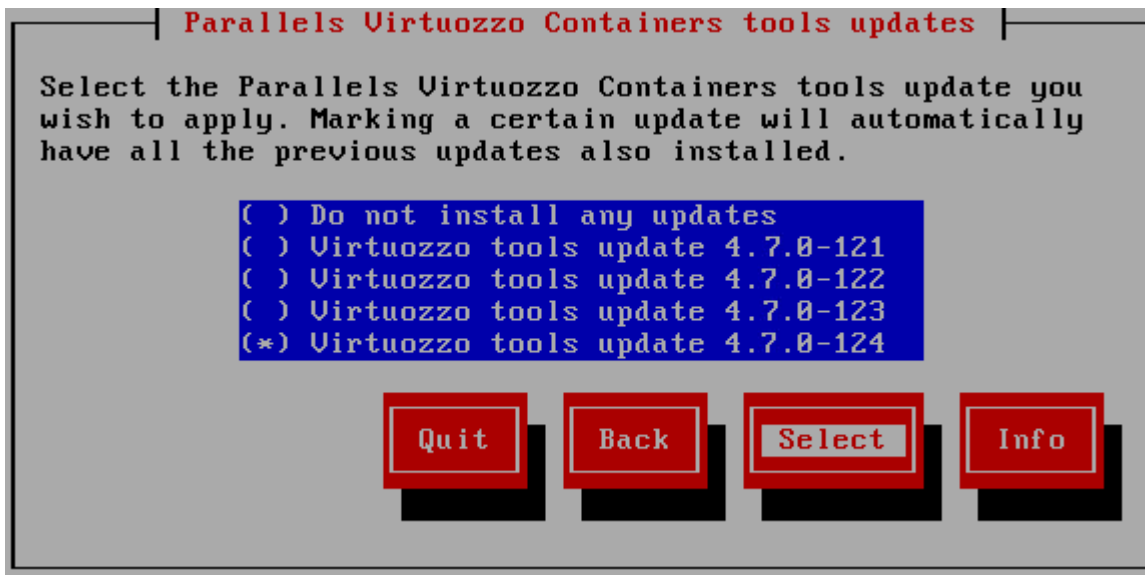 Parallels Virtuozzo Containers tools updates
Select the Parallels Virtuozzo Containers tools update you
wish to apply. Marking a certain update will automatically
have all the previous updates also installed.
( ) Do not install any updates
( ) Virtuozzo tools update 4.7.0-121
( ) Virtuozzo tools update 4.7.0-122
( ) Virtuozzo tools update 4.7.0-123
(*) Virtuozzo tools update 4.7.0-124
Quit Back Select Info